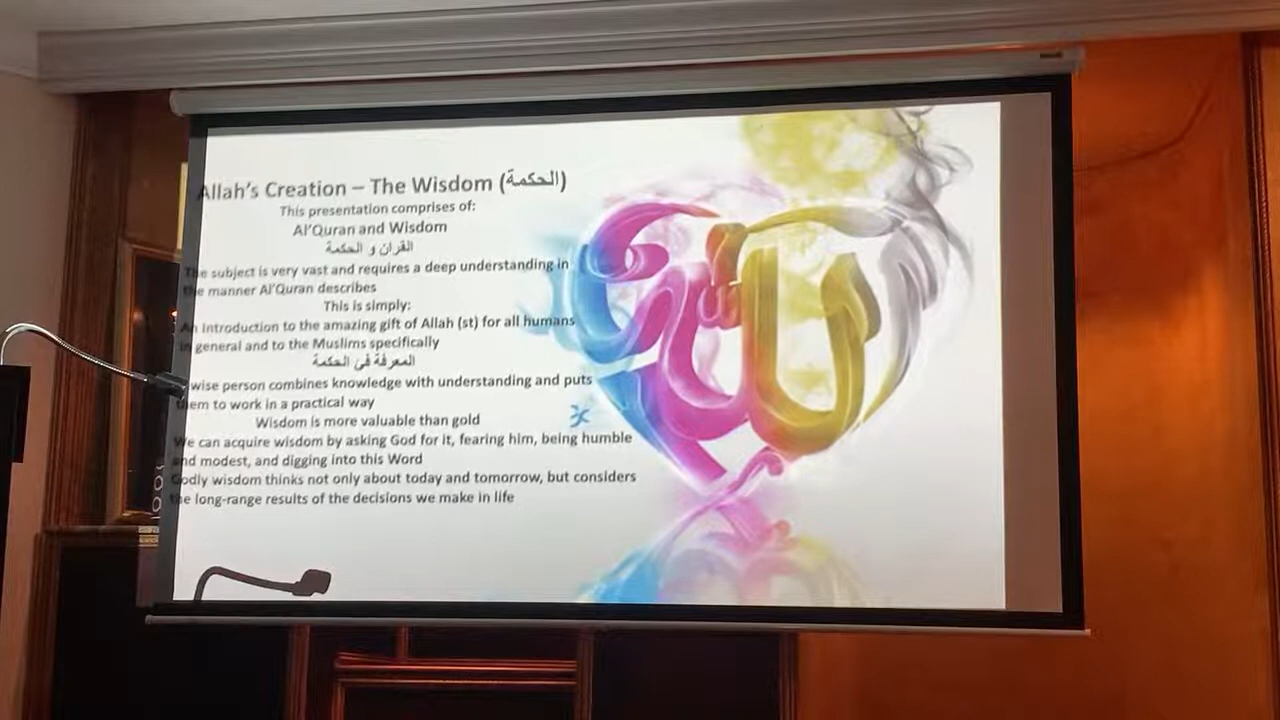 Allah's Creation – The Wisdom (الحكمة)
This presentation comprises of:
Al'Quran and Wisdom
القران و الحكمة
The subject is very vast and requires a deep understanding in
the manner Al'Quran describes
This is simply:
An Introduction to the amazing gift of Allah (st) for all humans
in general and to the Muslims specifically
المعرفة في الحكمة
wise person combines knowledge with understanding and puts
them to work in a practical way
Wisdom is more valuable than gold
We can acquire wisdom by asking God for it, fearing him, being humble
and modest, and digging into this Word
Godly wisdom thinks not only about today and tomorrow, but considers
the long-range results of the decisions we make in life
الله